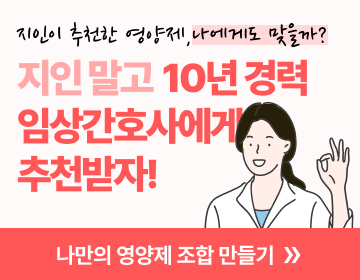 지인이 추천한 영양제, 나에게도 맞을까?
지인 말고 10년 경력
임상간호사에게
추천받자!
나만의 영양제 조합 만들기 »